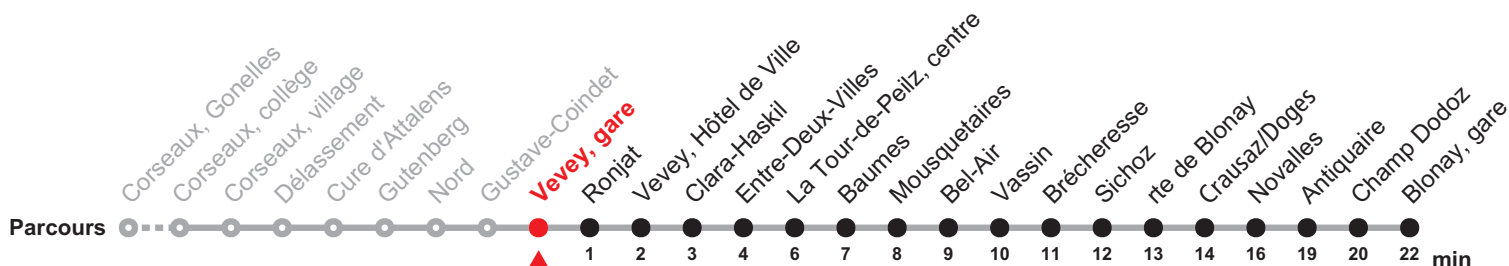 Corseaux, Gonelles
Corseaux, collège
Corseaux, village
Délassement
Cure d'Attalens
Gutenberg
Nord
Gustave-Coindet
Vevey, gare
Ronjat
Vevey, Hôtel de Ville
Clara-Haskil
Entre-Deux-Villes
La Tour-de-Peilz, centre
Baumes
Mousquetaires
Bel-Air
Vassin
Brécheresse
Sichoz
rte de Blonay
Crausaz/Doges
Novalles
Antiquaire
Champ Dodoz
Blonay, gare
Parcours
1 2 3 4 6 7 8 9 10 11 12 13 14 16 19 20 22 min